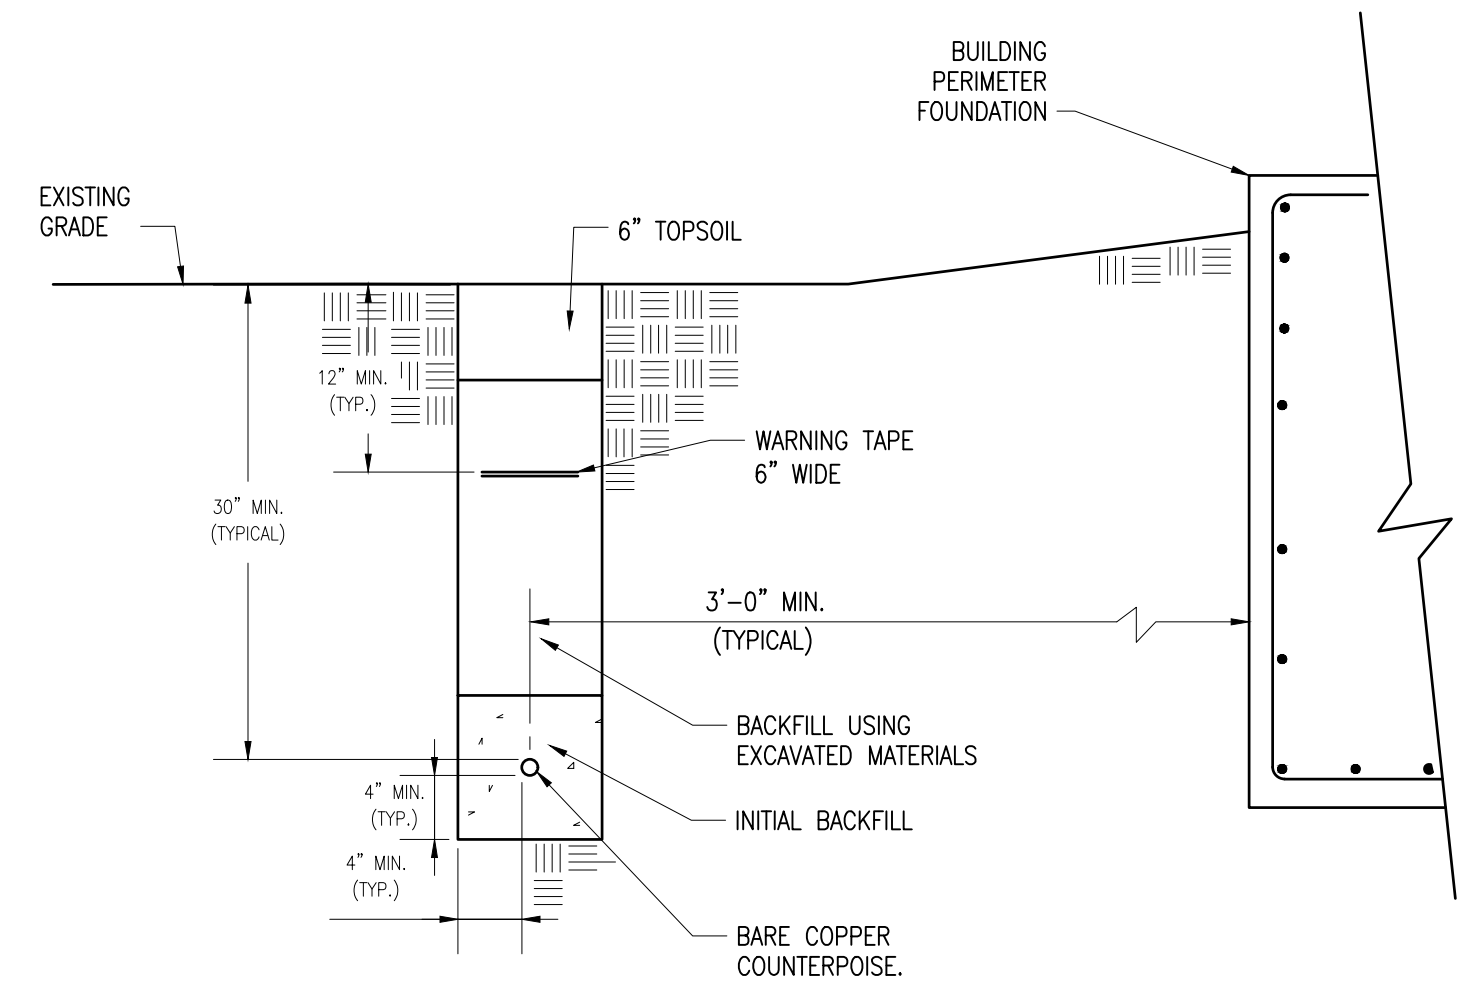 BUILDING
PERIMETER
FOUNDATION
EXISTING
GRADE
6” TOPSOIL
12” MIN.
(TYP.)
WARNING TAPE
6” WIDE
30” MIN.
(TYPICAL)
3’-0” MIN.
(TYPICAL)
BACKFILL USING
EXCAVATED MATERIALS
4” MIN.
(TYP.)
INITIAL BACKFILL
4” MIN.
(TYP.)
BARE COPPER
COUNTERPOISE.